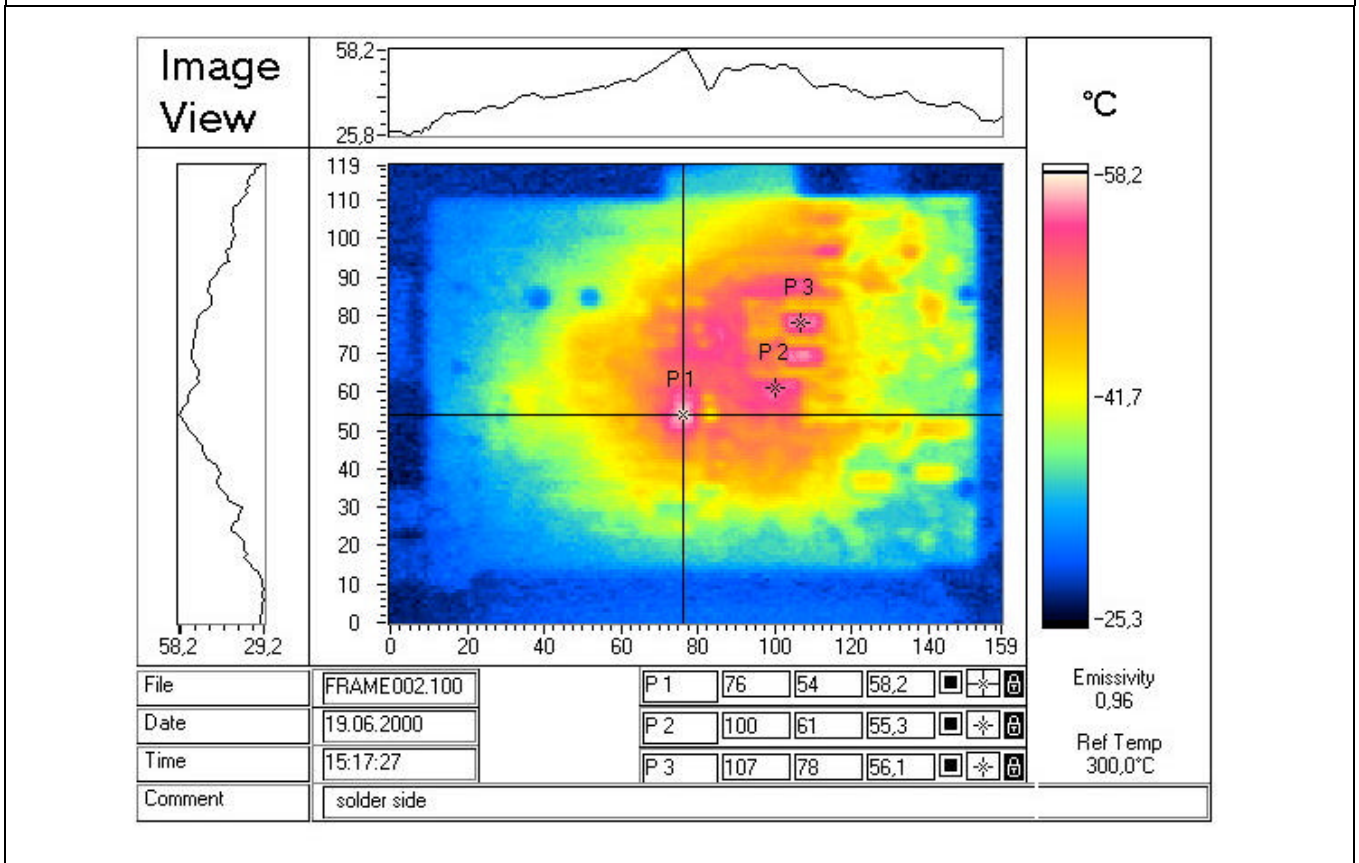 Image
View
58,2
25,8
°C
119
110
100
90
80
70
60
50
40
30
20
10
0
P 3
P 2
P 1
58,2
41,7
25,3
58,2 29,2
0 20 40 60 80 100 120 140 159
File FRAME002.100
Date 19.06.2000
Time 15:17:27
Comment solder side
P 1 76 54 58,2
P 2 100 61 55,3
P 3 107 78 56,1
Emissivity
0,96
Ref Temp
300,0°C